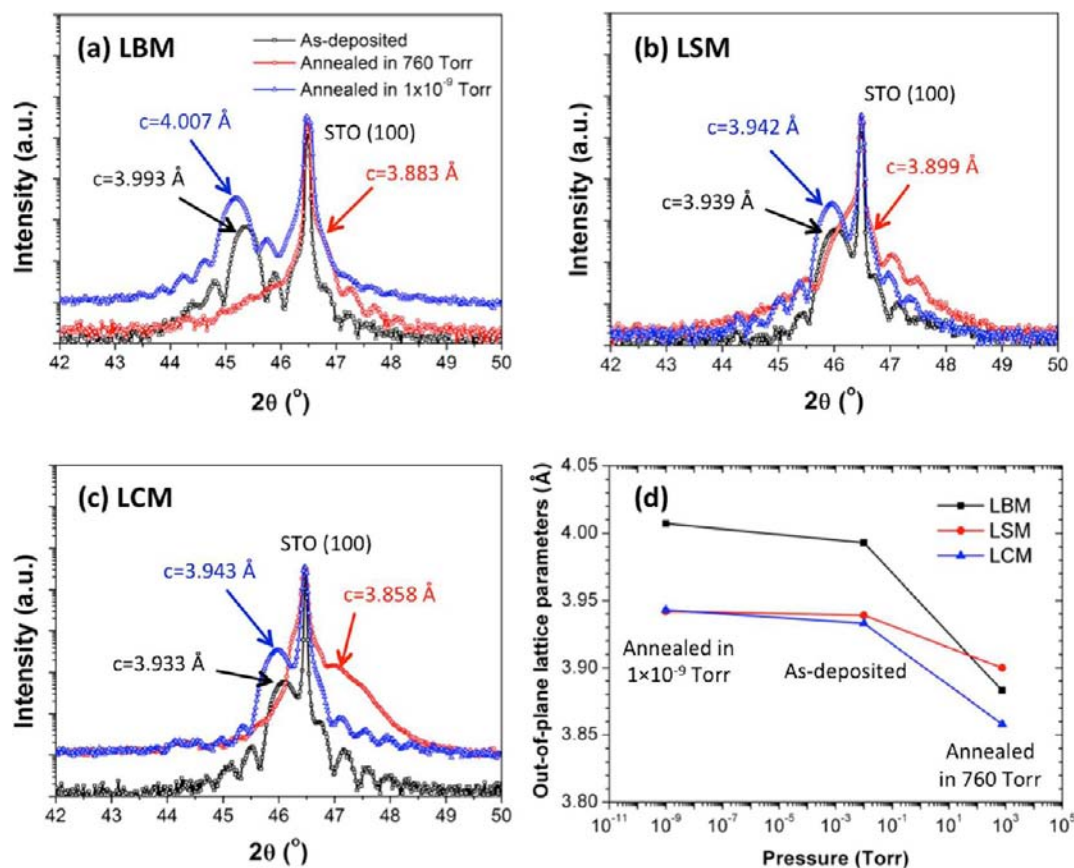 (a) LBM
As-deposited
Annealed in 760 Torr
Annealed in 1x10⁻⁹ Torr
STO (100)
c=4.007 Å
c=3.993 Å
c=3.883 Å
Intensity (a.u.)
42 43 44 45 46 47 48 49 50
2θ (°)
(b) LSM
STO (100)
c=3.942 Å
c=3.899 Å
c=3.939 Å
Intensity (a.u.)
42 43 44 45 46 47 48 49 50
2θ (°)
(c) LCM
STO (100)
c=3.943 Å
c=3.858 Å
c=3.933 Å
Intensity (a.u.)
42 43 44 45 46 47 48 49 50
2θ (°)
(d)
LBM
LSM
LCM
Out-of-plane lattice parameters (Å)
4.05
4.00
3.95
3.90
3.85
3.80
Annealed in
1×10⁻⁹ Torr
As-deposited
Annealed
in 760 Torr
10⁻¹¹ 10⁻⁹ 10⁻⁷ 10⁻⁵ 10⁻³ 10⁻¹ 10¹ 10³ 10⁵
Pressure (Torr)